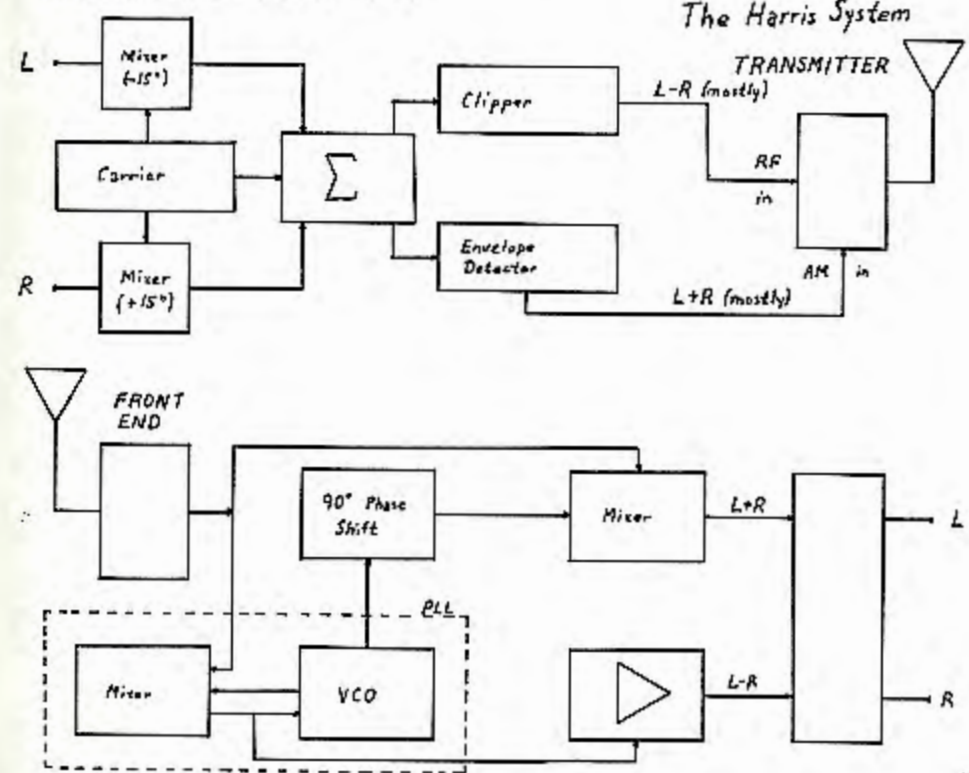 The Harris System
L
Mixer
(-15°)
TRANSMITTER
Clipper
L-R (mostly)
Carrier
Σ
RF
in
Envelope
Detector
R
Mixer
(+15°)
AM in
L+R (mostly)
FRONT
END
90° Phase
Shift
Mixer
L+R
L
PLL
Mixer
VCO
L-R
R